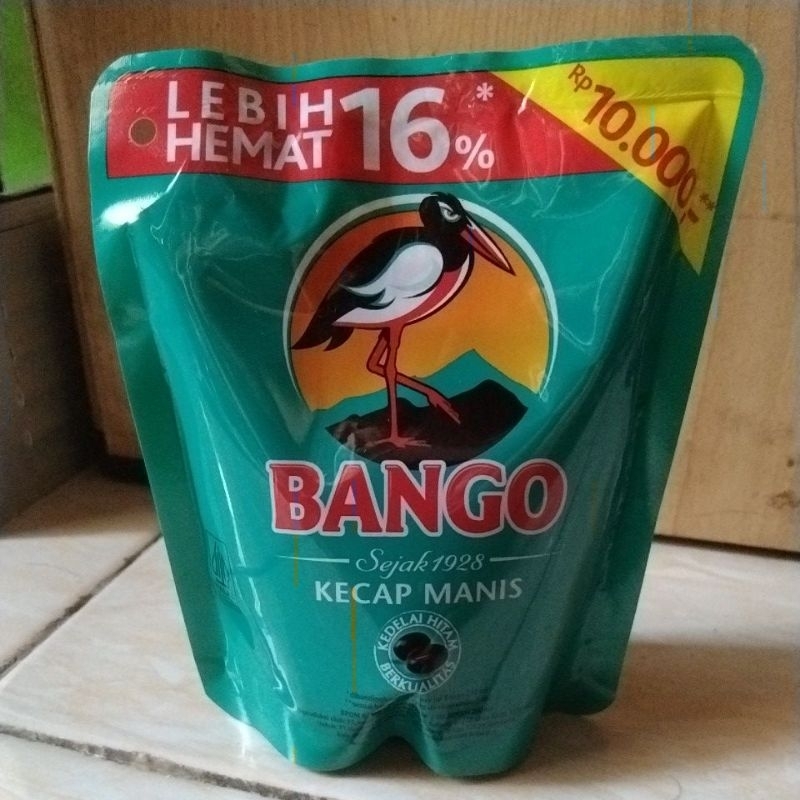 LEBIH
HEMAT 16%*
Rp 10.000,-**
BANGO
Sejak 1928
KECAP MANIS
KEDELAI HITAM
BERKUALITAS